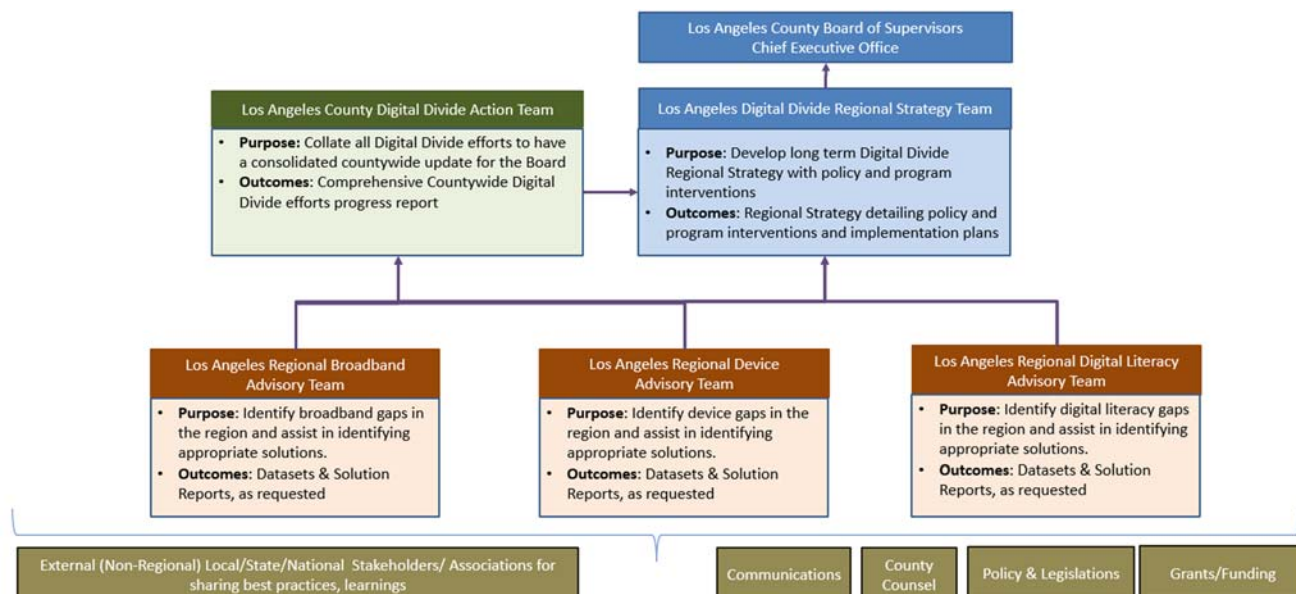 Los Angeles County Board of Supervisors
Chief Executive Office
Los Angeles County Digital Divide Action Team
• Purpose: Collate all Digital Divide efforts to have
a consolidated countywide update for the Board
• Outcomes: Comprehensive Countywide Digital
Divide efforts progress report
Los Angeles Digital Divide Regional Strategy Team
• Purpose: Develop long term Digital Divide
Regional Strategy with policy and program
interventions
• Outcomes: Regional Strategy detailing policy and
program interventions and implementation plans
Los Angeles Regional Broadband
Advisory Team
• Purpose: Identify broadband gaps in
the region and assist in identifying
appropriate solutions.
• Outcomes: Datasets & Solution
Reports, as requested
Los Angeles Regional Device
Advisory Team
• Purpose: Identify device gaps in the
region and assist in identifying
appropriate solutions.
• Outcomes: Datasets & Solution
Reports, as requested
Los Angeles Regional Digital Literacy
Advisory Team
• Purpose: Identify digital literacy gaps
in the region and assist in identifying
appropriate solutions.
• Outcomes: Datasets & Solution
Reports, as requested
External (Non-Regional) Local/State/National Stakeholders/ Associations for
sharing best practices, learnings
Communications
County
Counsel
Policy & Legislations
Grants/Funding